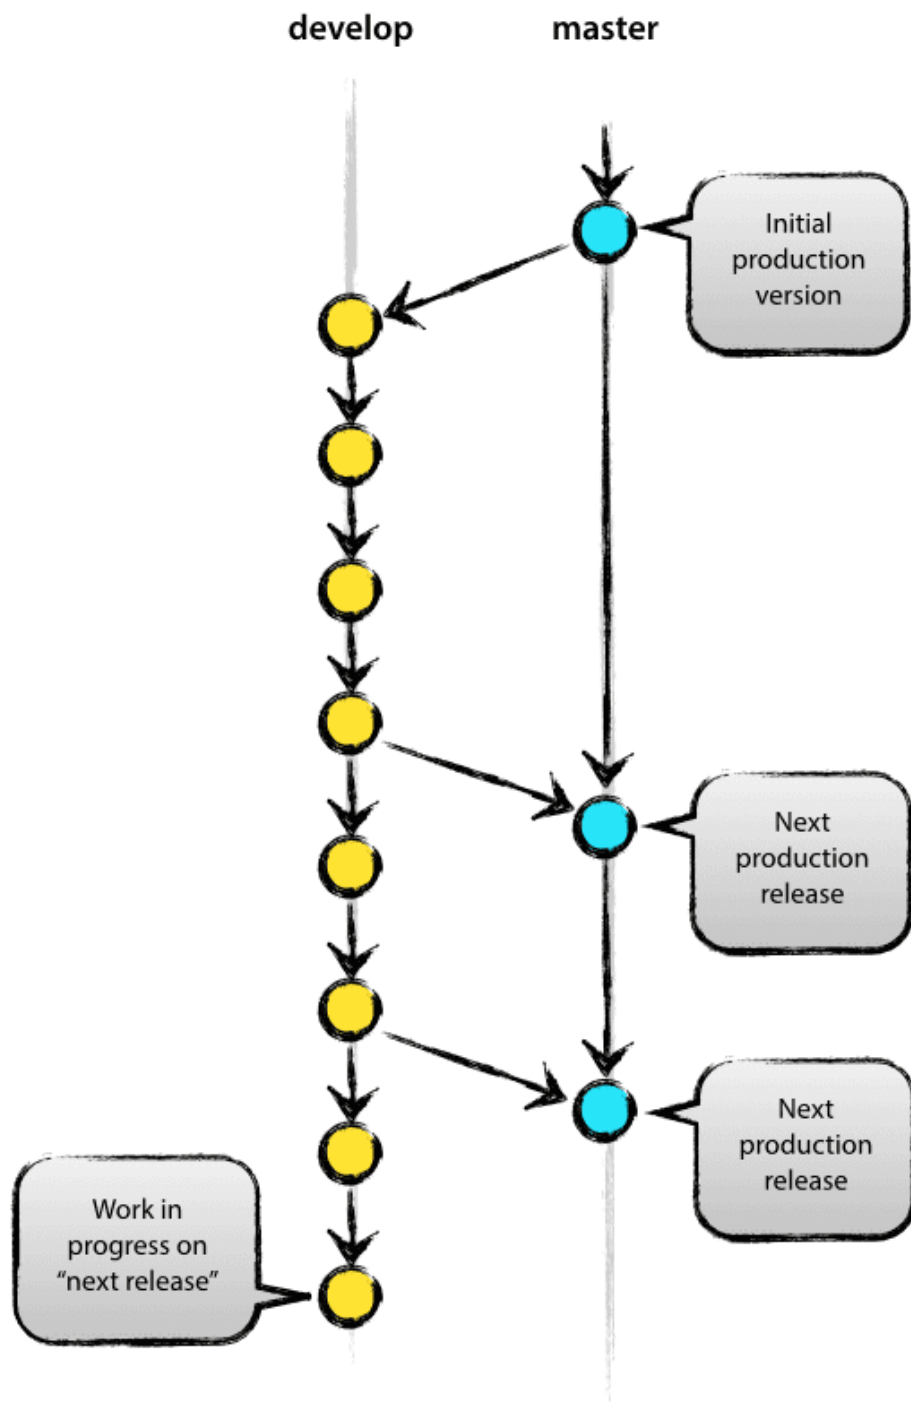 develop
master
Initial
production
version
Next
production
release
Next
production
release
Work in
progress on
“next release”